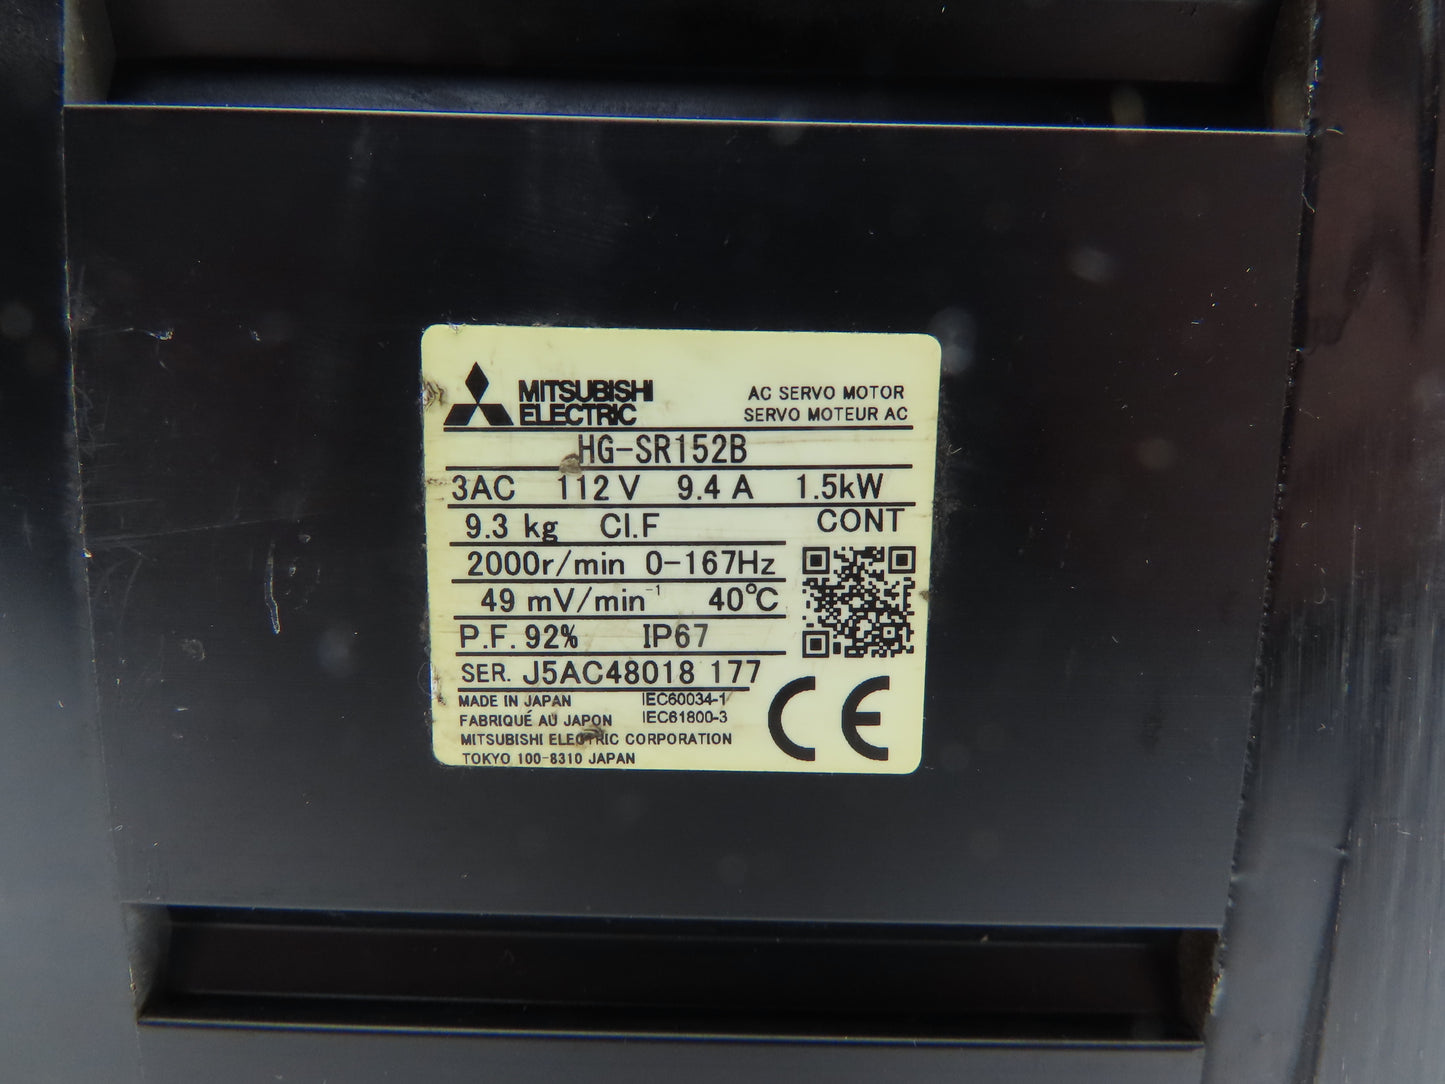 MITSUBISHI
ELECTRIC
AC SERVO MOTOR
SERVO MOTEUR AC
HG-SR152B
3AC 112 V 9.4 A 1.5kW
9.3 kg Cl.F CONT
2000r/min 0-167Hz
49 mV/min⁻¹ 40℃
P.F. 92% IP67
SER. J5AC48018 177
MADE IN JAPAN IEC60034-1
FABRIQUÉ AU JAPON IEC61800-3
MITSUBISHI ELECTRIC CORPORATION
TOKYO 100-8310 JAPAN
CE